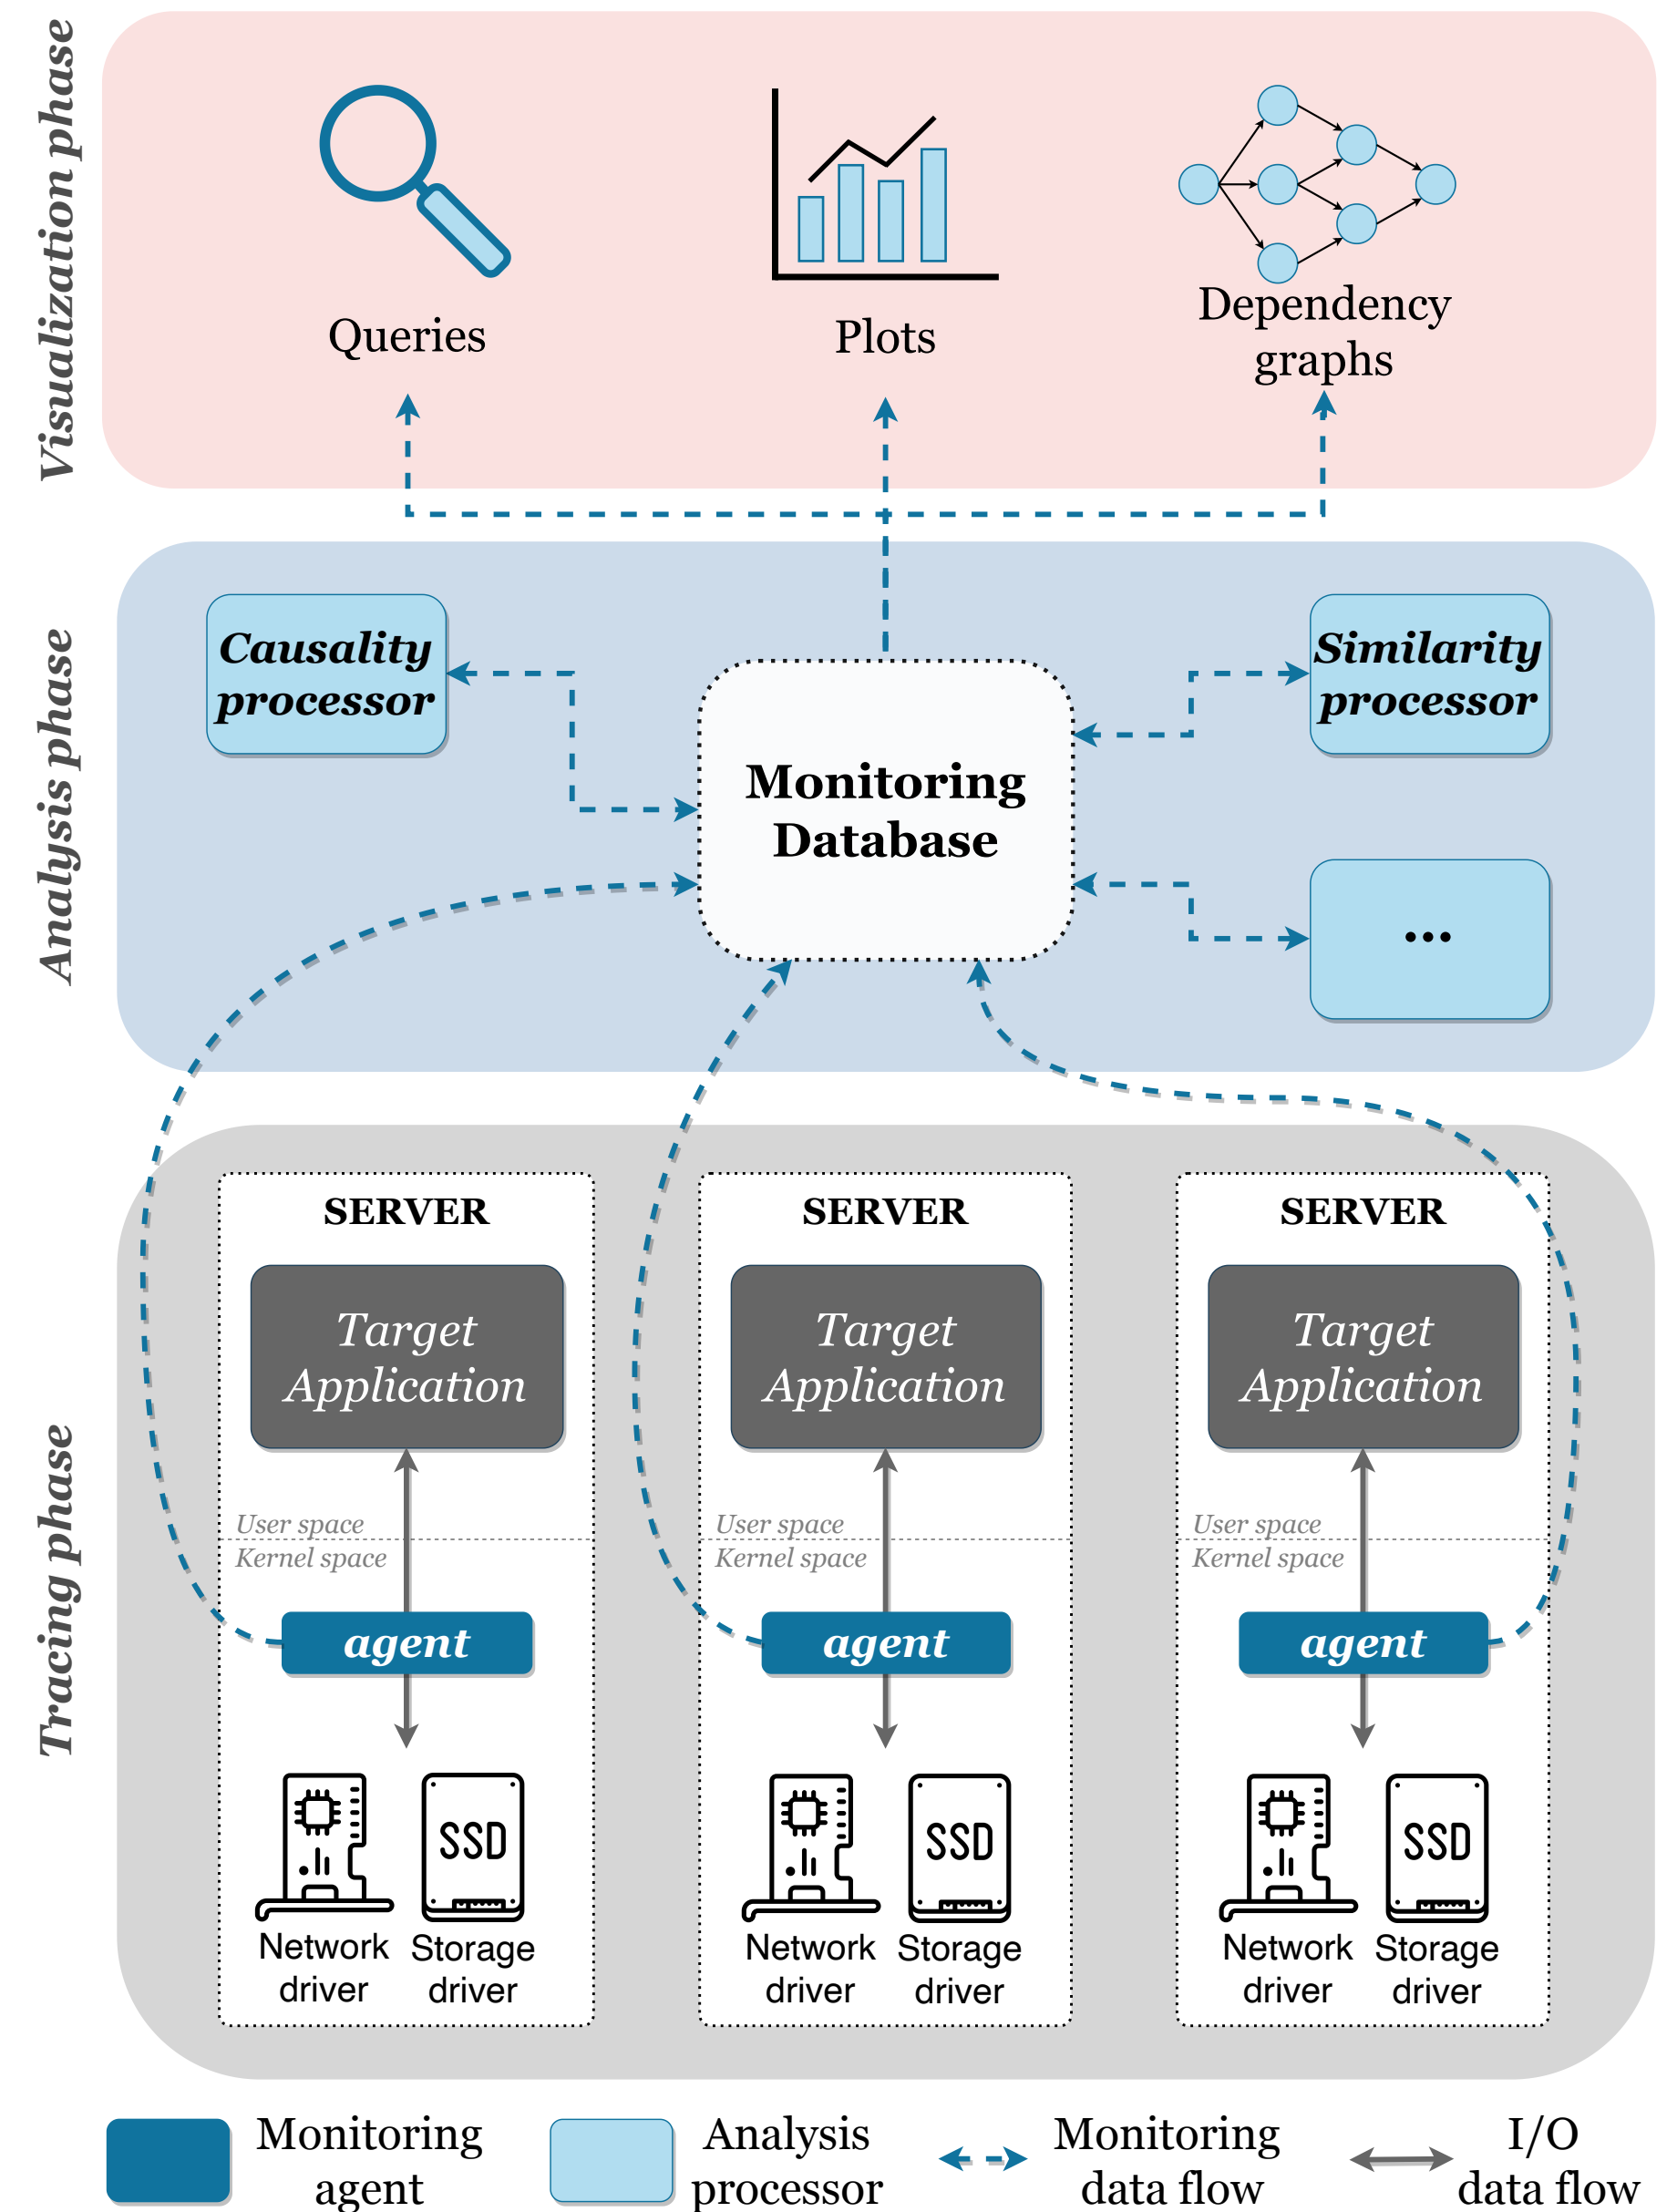 Visualization phase
Queries
Plots
Dependency
graphs
Analysis phase
Causality
processor
Similarity
processor
Monitoring
Database
...
Tracing phase
SERVER
Target
Application
User space
Kernel space
agent
SSD
Network
driver
Storage
driver
SERVER
Target
Application
User space
Kernel space
agent
SSD
Network
driver
Storage
driver
SERVER
Target
Application
User space
Kernel space
agent
SSD
Network
driver
Storage
driver
Monitoring
agent
Analysis
processor
Monitoring
data flow
I/O
data flow